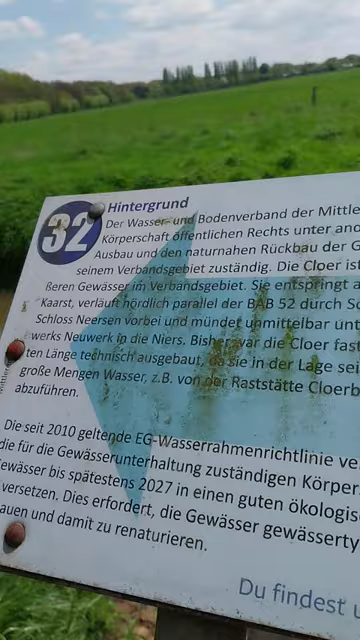 32
Hintergrund
Der Wasser- und Bodenverband der Mittle
Körperschaft öffentlichen Rechts unter and
Ausbau und den naturnahen Rückbau der G
seinem Verbandsgebiet zuständig. Die Cloer ist
ßeren Gewässer im Verbandsgebiet. Sie entspringt a
Kaarst, verläuft nördlich parallel der BAB 52 durch Sc
Schloss Neersen vorbei und mündet unmittelbar unt
werks Neuwerk in die Niers. Bisher war die Cloer fast
ten Länge technisch ausgebaut, da sie in der Lage sei
große Mengen Wasser, z.B. von der Raststätte Cloerb
abzuführen.
Die seit 2010 geltende EG-Wasserrahmenrichtlinie ve
die für die Gewässerunterhaltung zuständigen Körper
ewässer bis spätestens 2027 in einen guten ökologis
versetzen. Dies erfordert, die Gewässer gewässerty
auen und damit zu renaturieren.
Du findest u